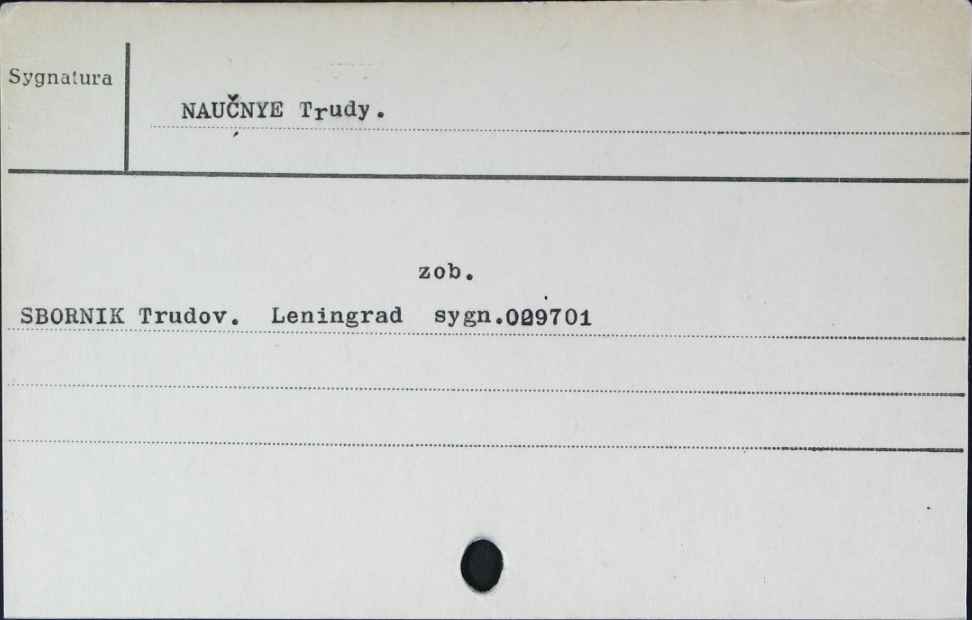 Sygnatura
NAUČNYE Trudy.
zob.
SBORNIK Trudov. Leningrad sygn.029701